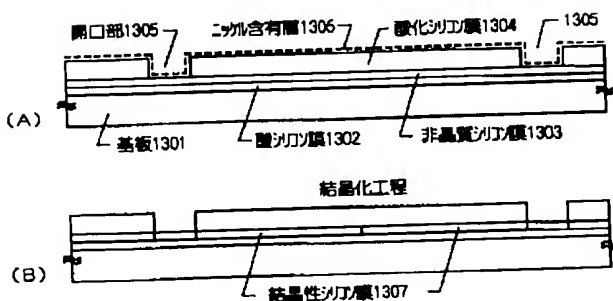 開口部1305 ニッケル含有層1306 酸化シリコン膜1304 1305
(A)
基板1301 酸シリコン膜1302 非晶質シリコン膜1303
結晶化工程
(B)
結晶性シリコン膜1307